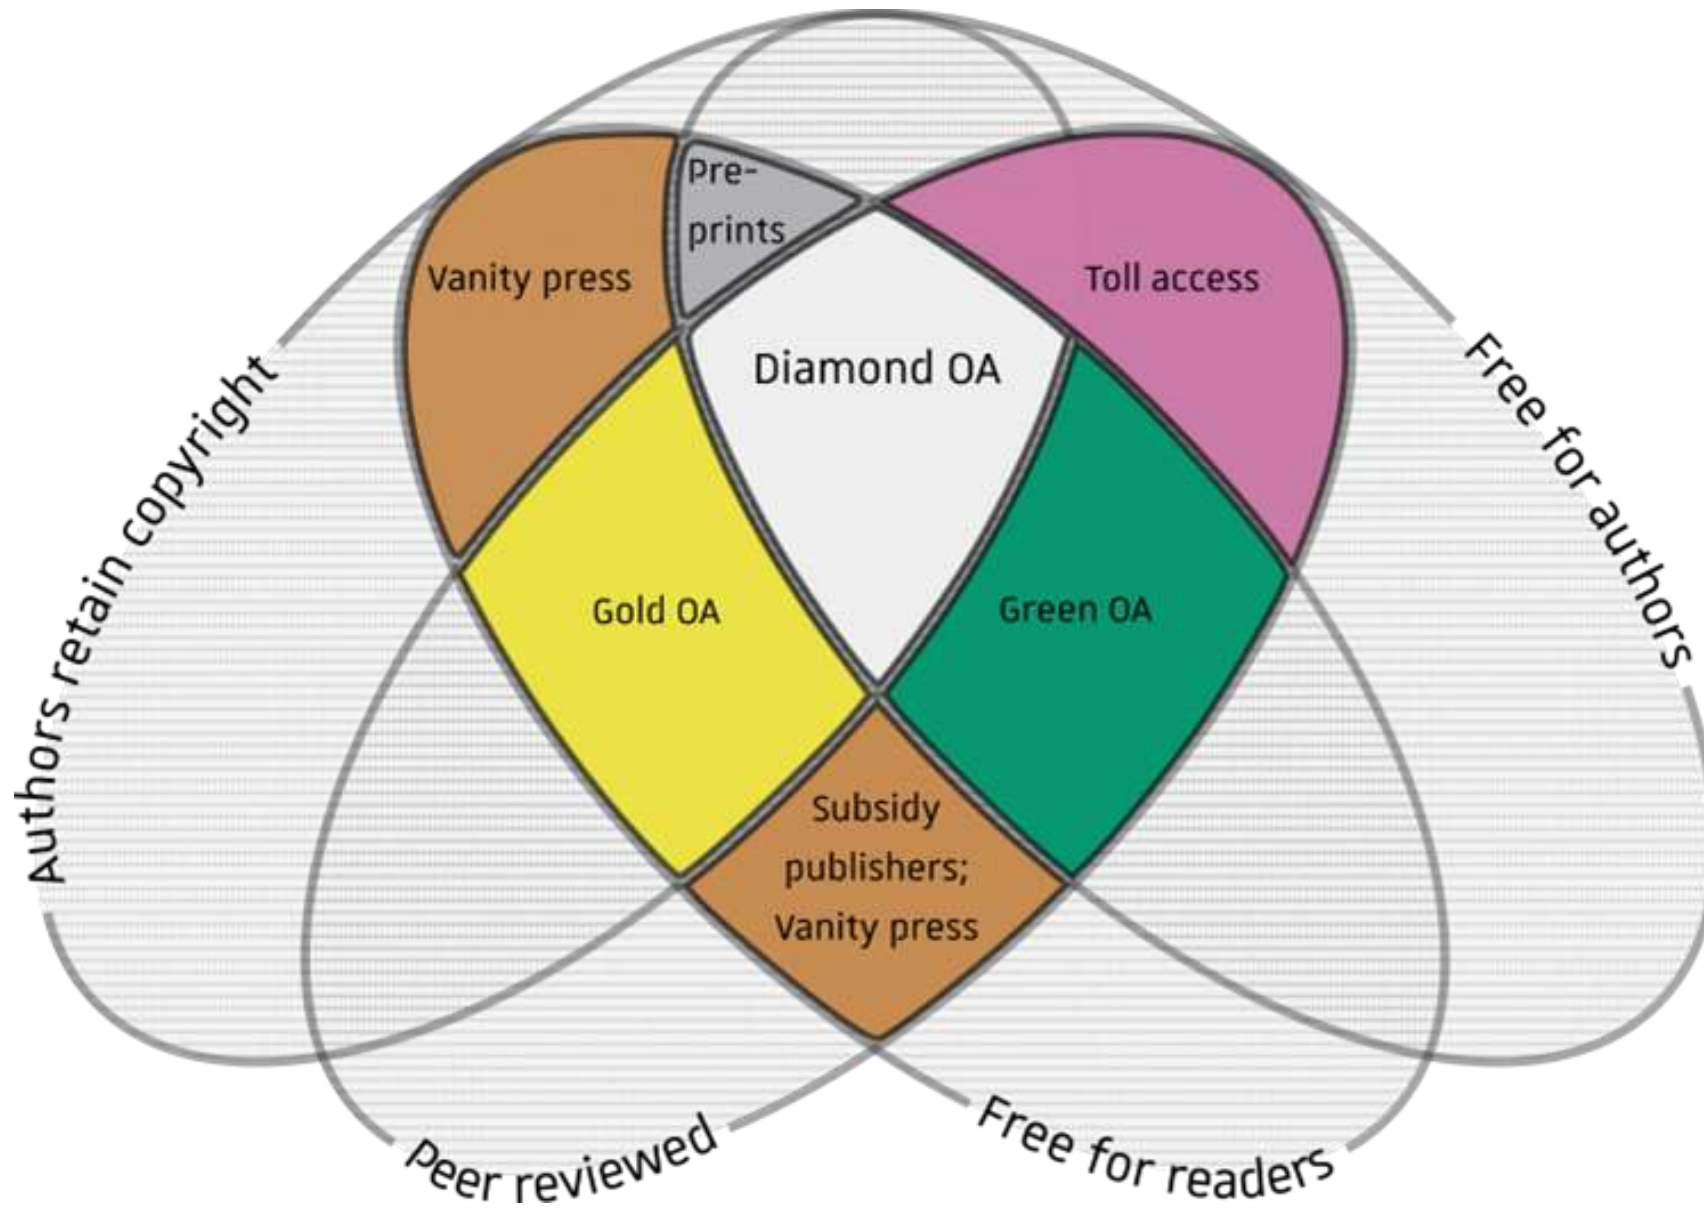 Pre-
prints
Vanity press
Toll access
Diamond OA
Authors retain copyright
Free for authors
Gold OA
Green OA
Subsidy
publishers;
Vanity press
Peer reviewed
Free for readers